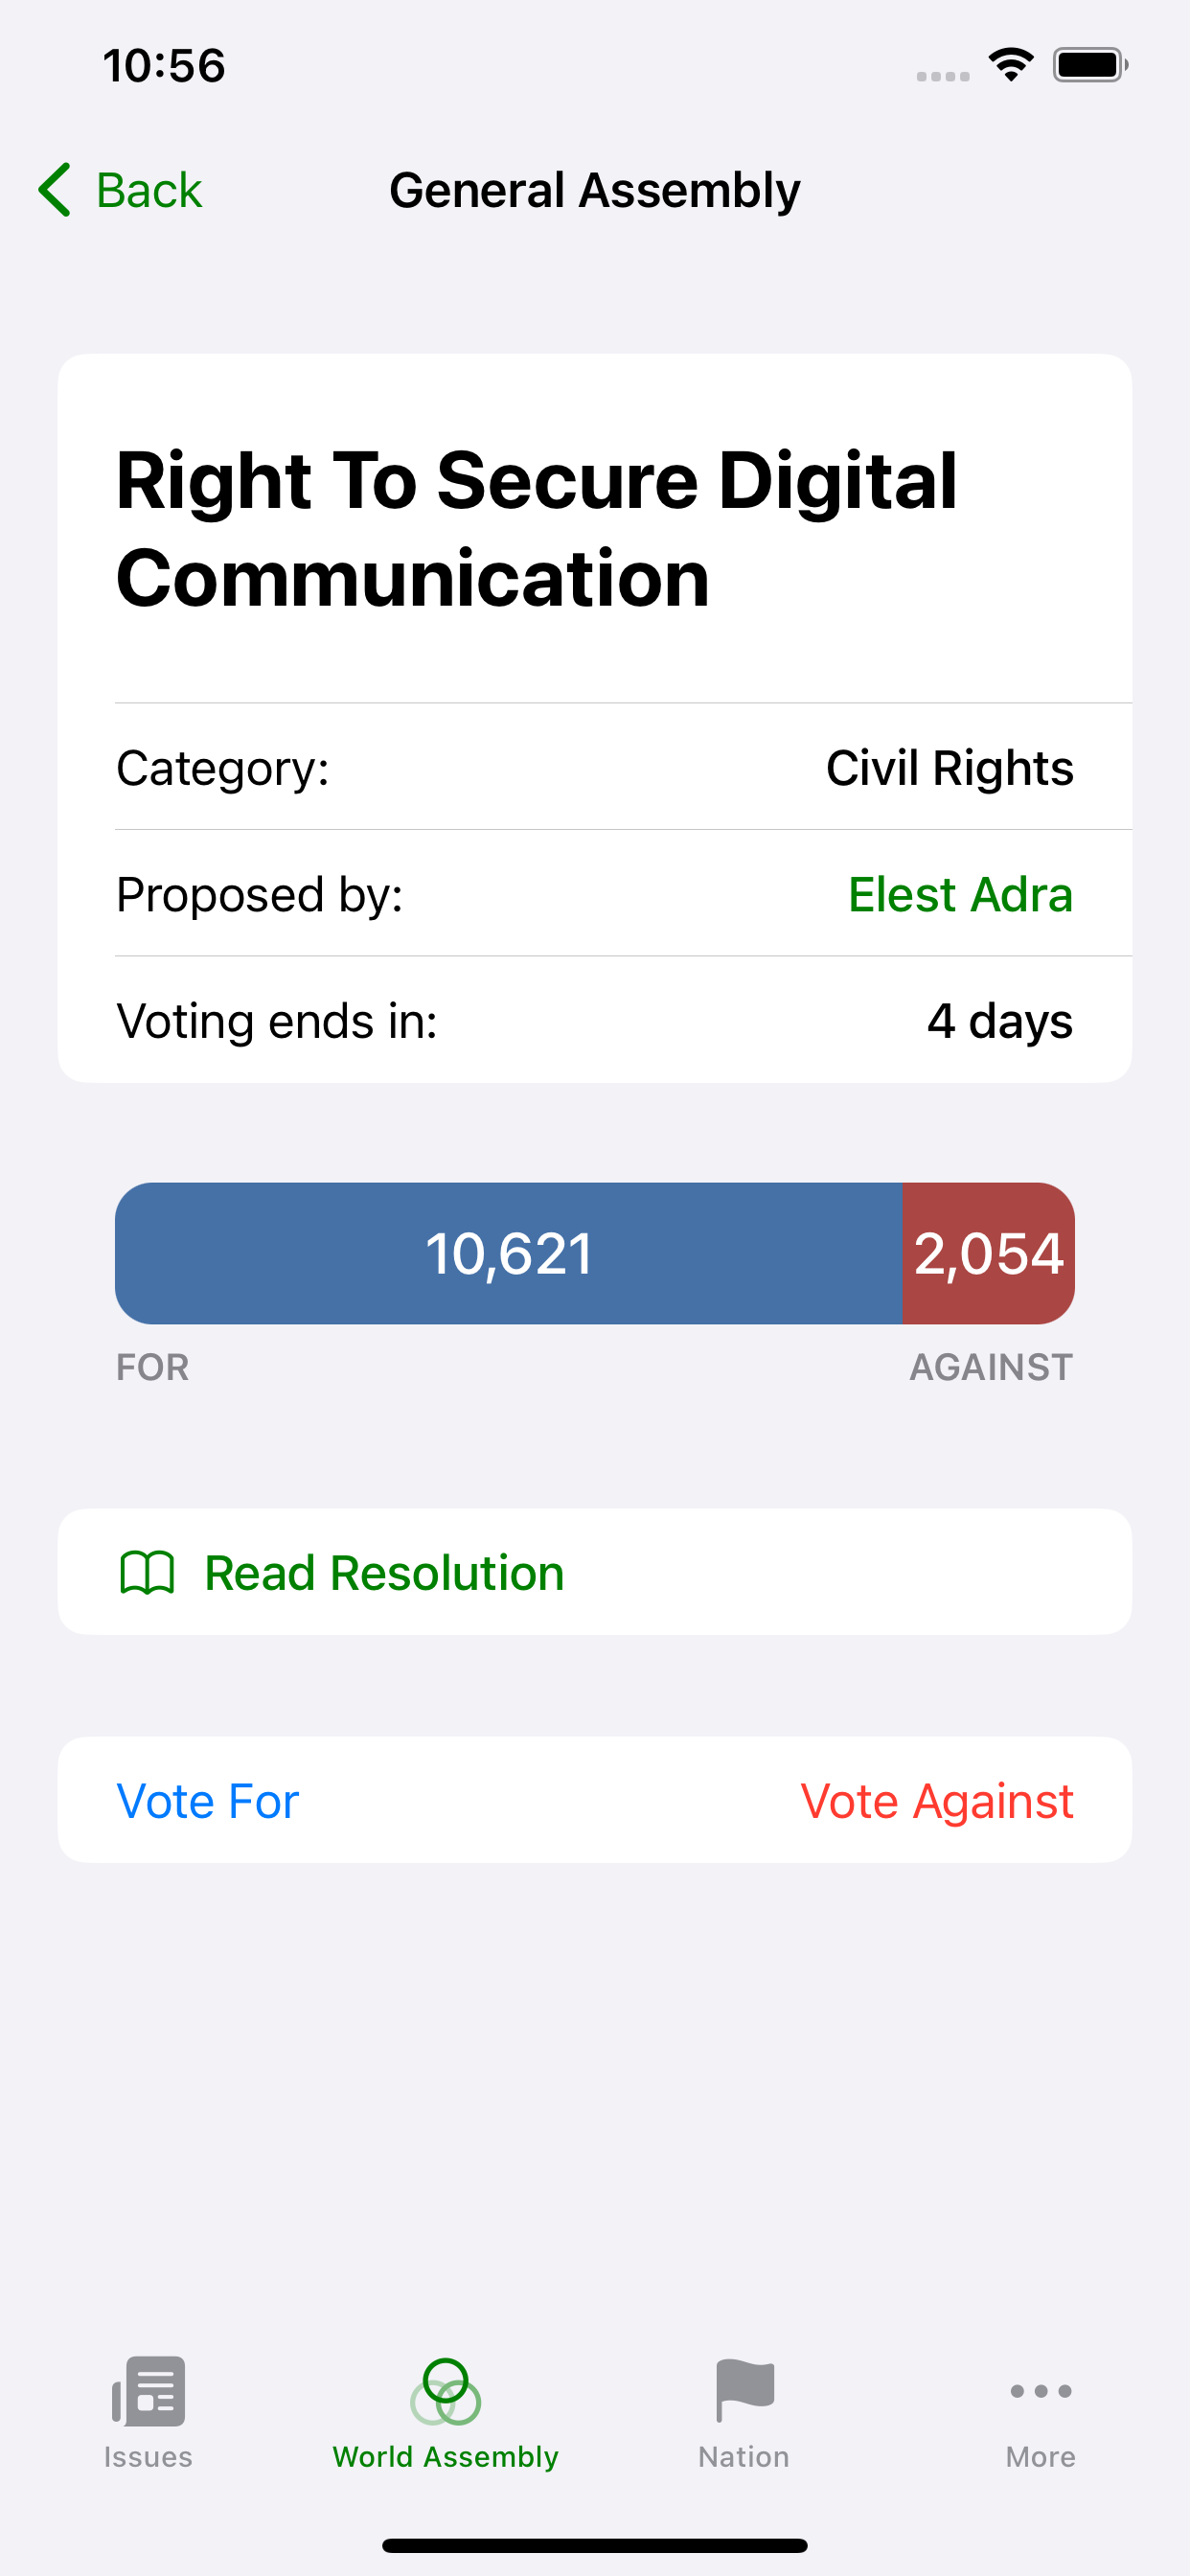 10:56
Back
General Assembly
Right To Secure Digital
Communication
Category:
Civil Rights
Proposed by:
Elest Adra
Voting ends in:
4 days
10,621
2,054
FOR
AGAINST
Read Resolution
Vote For
Vote Against
Issues
World Assembly
Nation
More